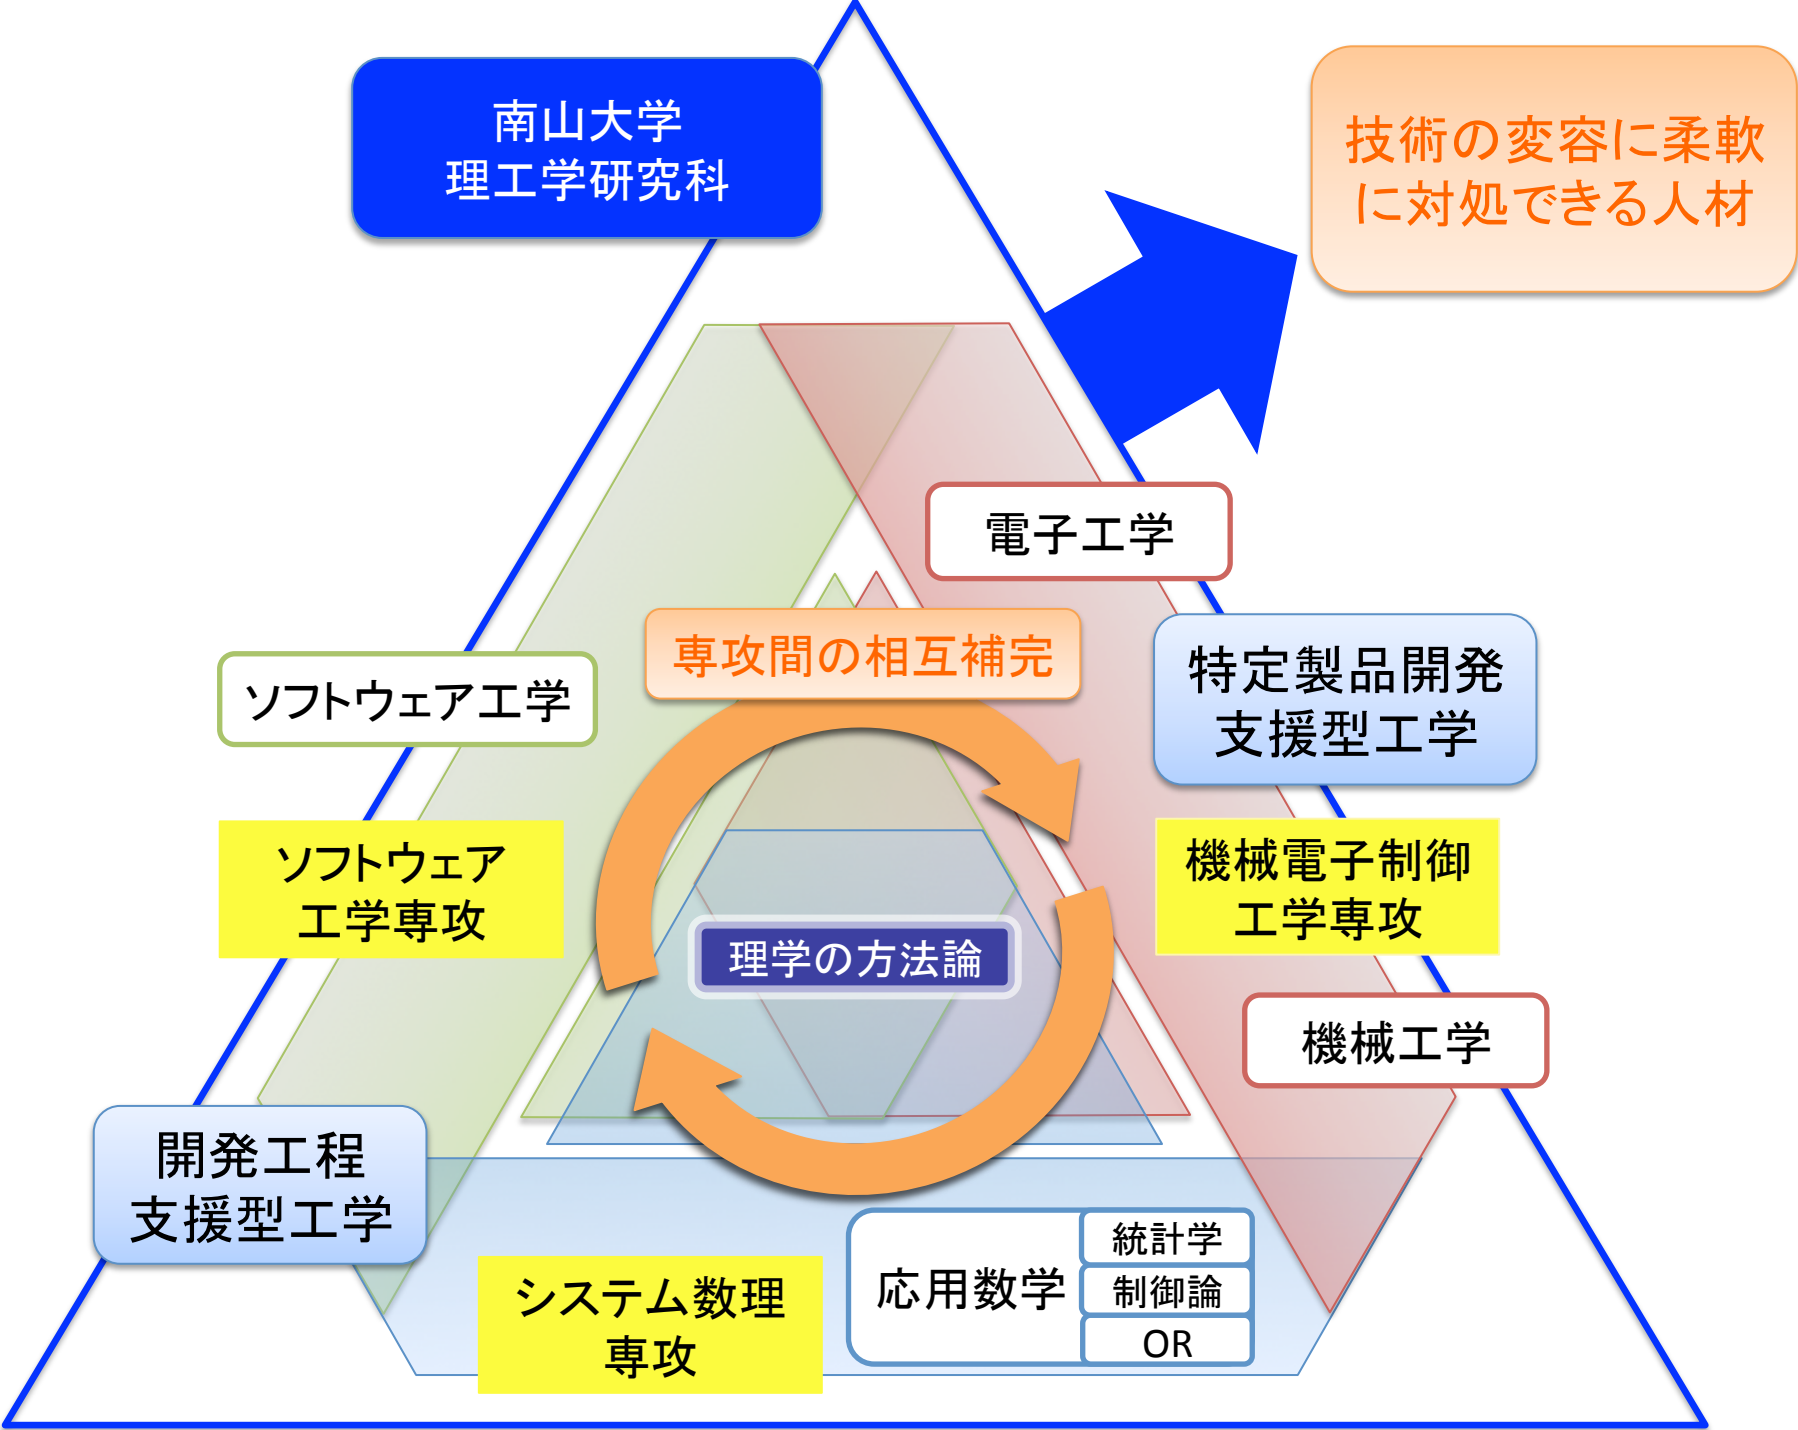 南山大学
理工学研究科
技術の変容に柔軟
に対処できる人材
電子工学
専攻間の相互補完
特定製品開発
支援型工学
ソフトウェア工学
ソフトウェア
工学専攻
機械電子制御
工学専攻
理学の方法論
機械工学
開発工程
支援型工学
システム数理
専攻
応用数学
統計学
制御論
OR